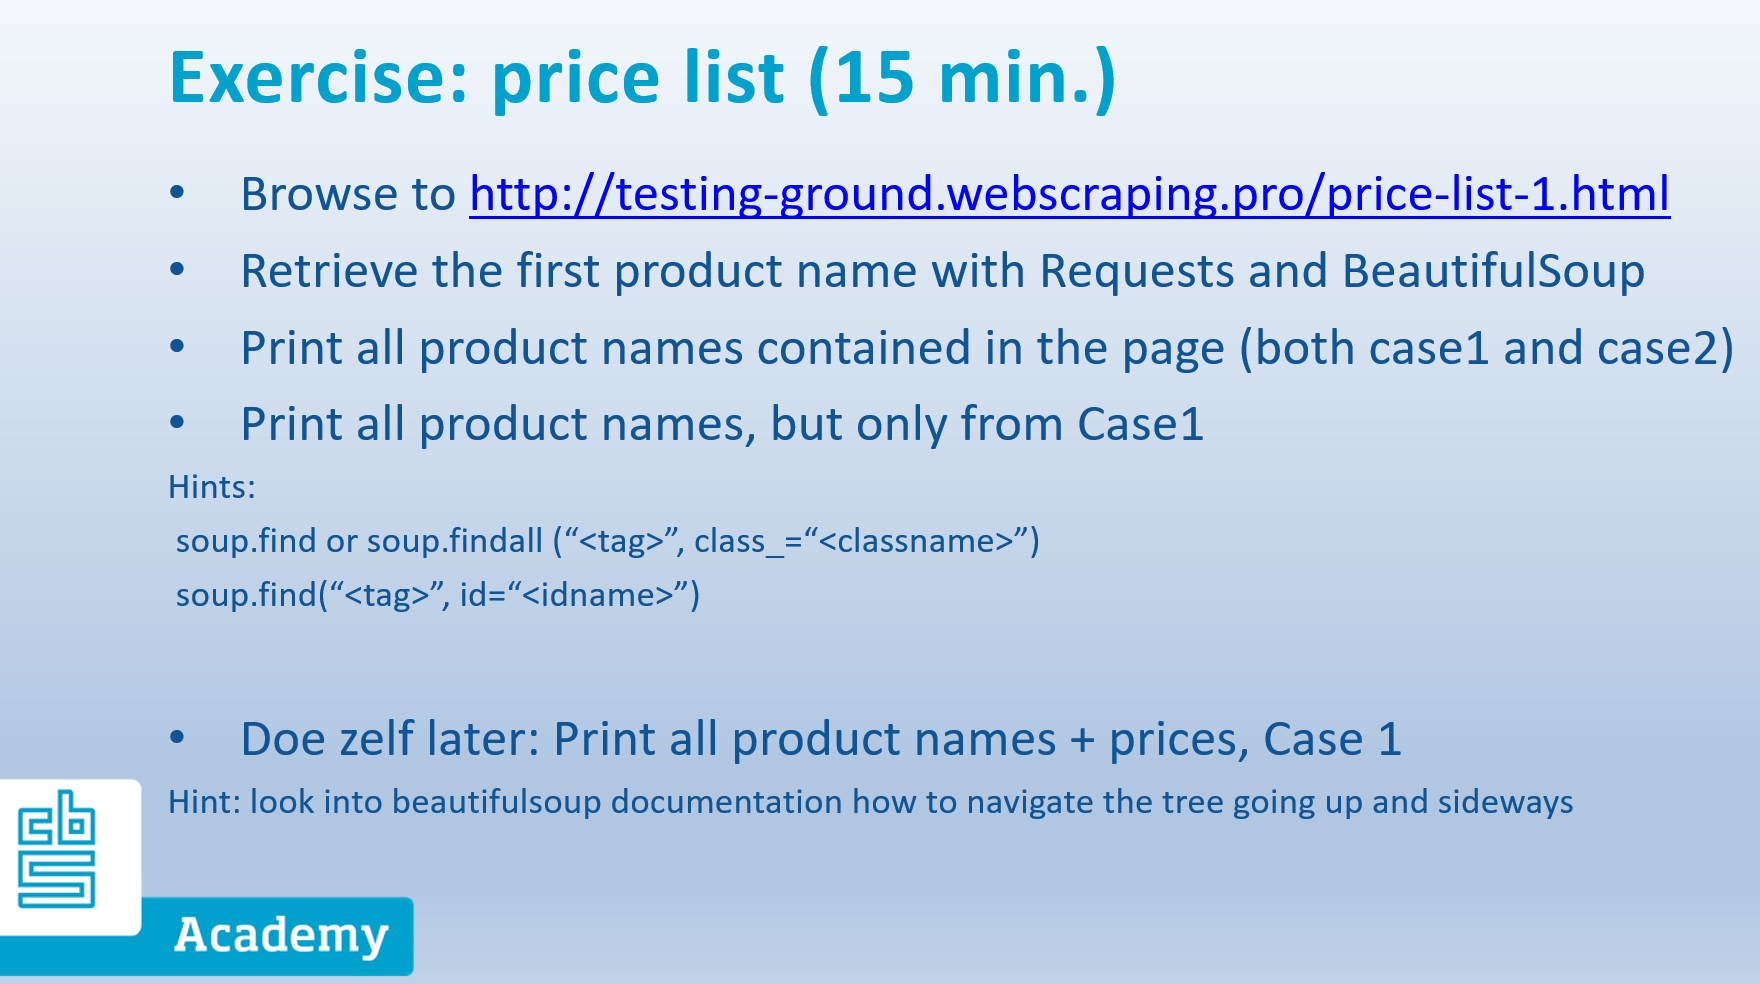 Exercise: price list (15 min.)
• Browse to http://testing-ground.webscraping.pro/price-list-1.html
• Retrieve the first product name with Requests and BeautifulSoup
• Print all product names contained in the page (both case1 and case2)
• Print all product names, but only from Case1
Hints:
soup.find or soup.findall (“<tag>”, class_=“<classname>”)
soup.find(“<tag>”, id=“<idname>”)
• Doe zelf later: Print all product names + prices, Case 1
Hint: look into beautifulsoup documentation how to navigate the tree going up and sideways
cbs
Academy